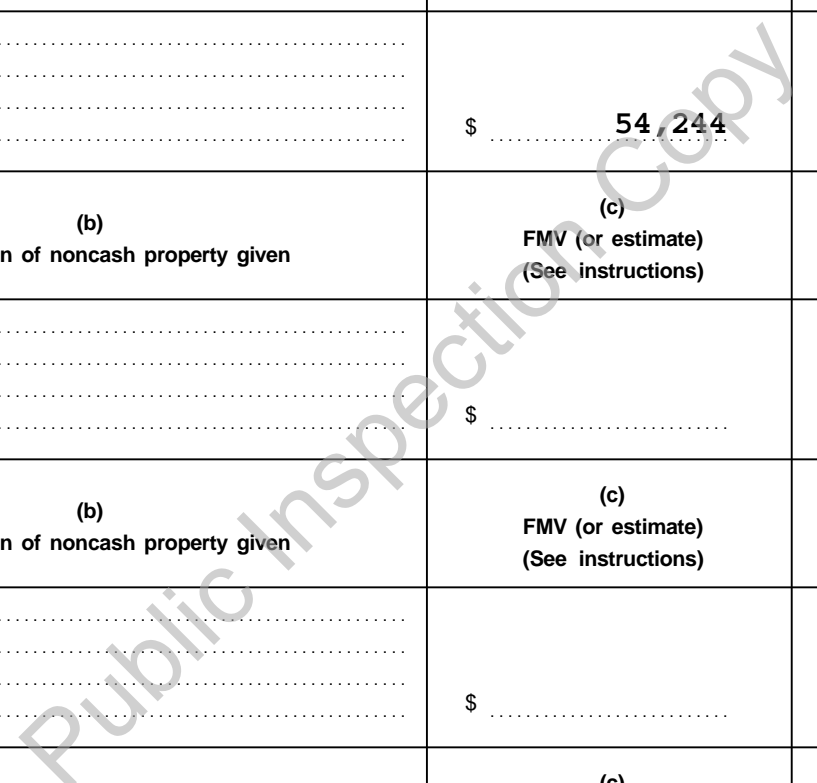 $ 54,244
(b)
n of noncash property given
(c)
FMV (or estimate)
(See instructions)
$
(b)
n of noncash property given
(c)
FMV (or estimate)
(See instructions)
$
(c)
Public Inspection Copy